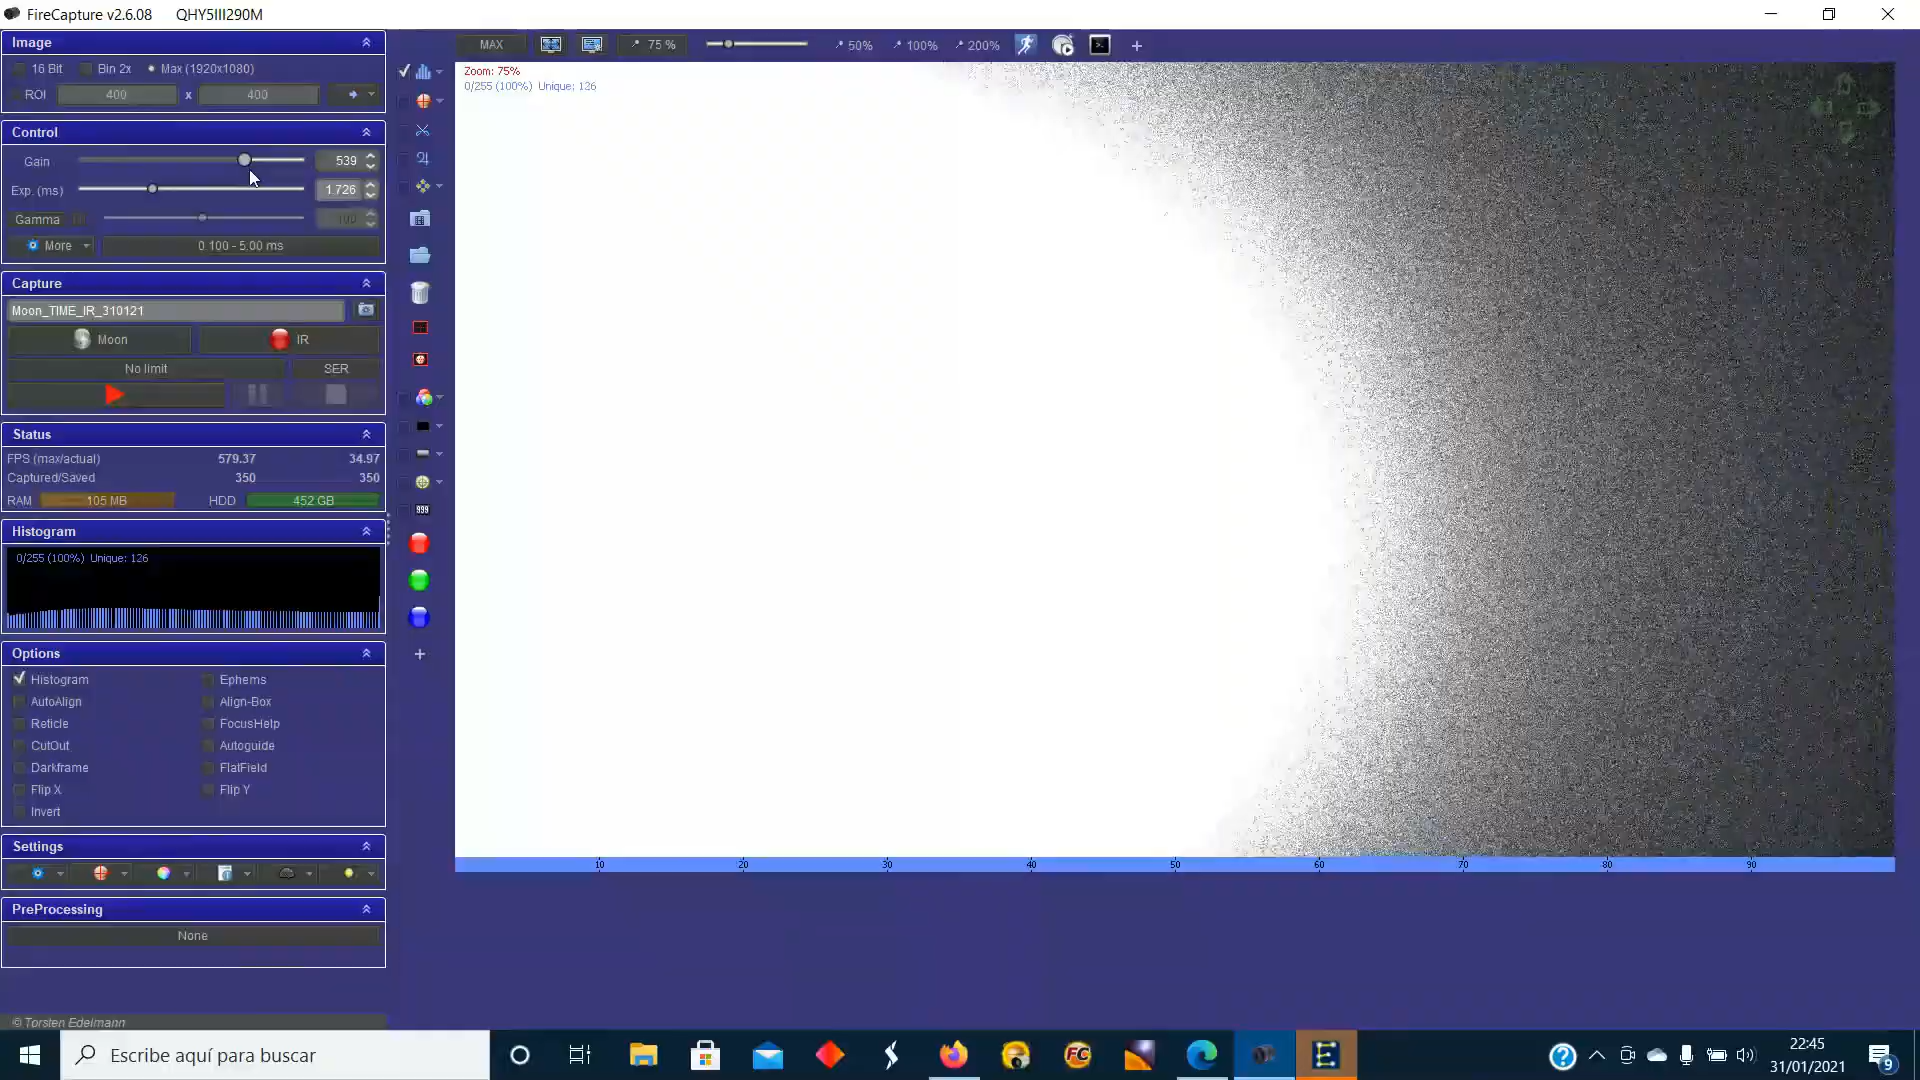 FireCapture v2.6.08 QHY5III290M
Image
16 Bit Bin 2x Max (1920x1080)
ROI 400 x 400
Control
Gain 539
Exp. (ms) 1.726
Gamma 100
More 0.100 - 5.00 ms
Capture
Moon_TIME_IR_310121
Moon IR
No limit SER
Status
FPS (max/actual) 579.37 34.97
Captured/Saved 350 350
RAM 105 MB HDD 452 GB
Histogram
0/255 (100%) Unique: 126
Options
Histogram Ephems
AutoAlign Align-Box
Reticle FocusHelp
CutOut Autoguide
Darkframe FlatField
Flip X Flip Y
Invert
Settings
PreProcessing
None
© Torsten Edelmann
MAX 75 % 50% 100% 200%
Zoom: 75%
0/255 (100%) Unique: 126
999
10 20 30 40 50 60 70 80 90
Escribe aquí para buscar
FC
E
22:45
31/01/2021
9